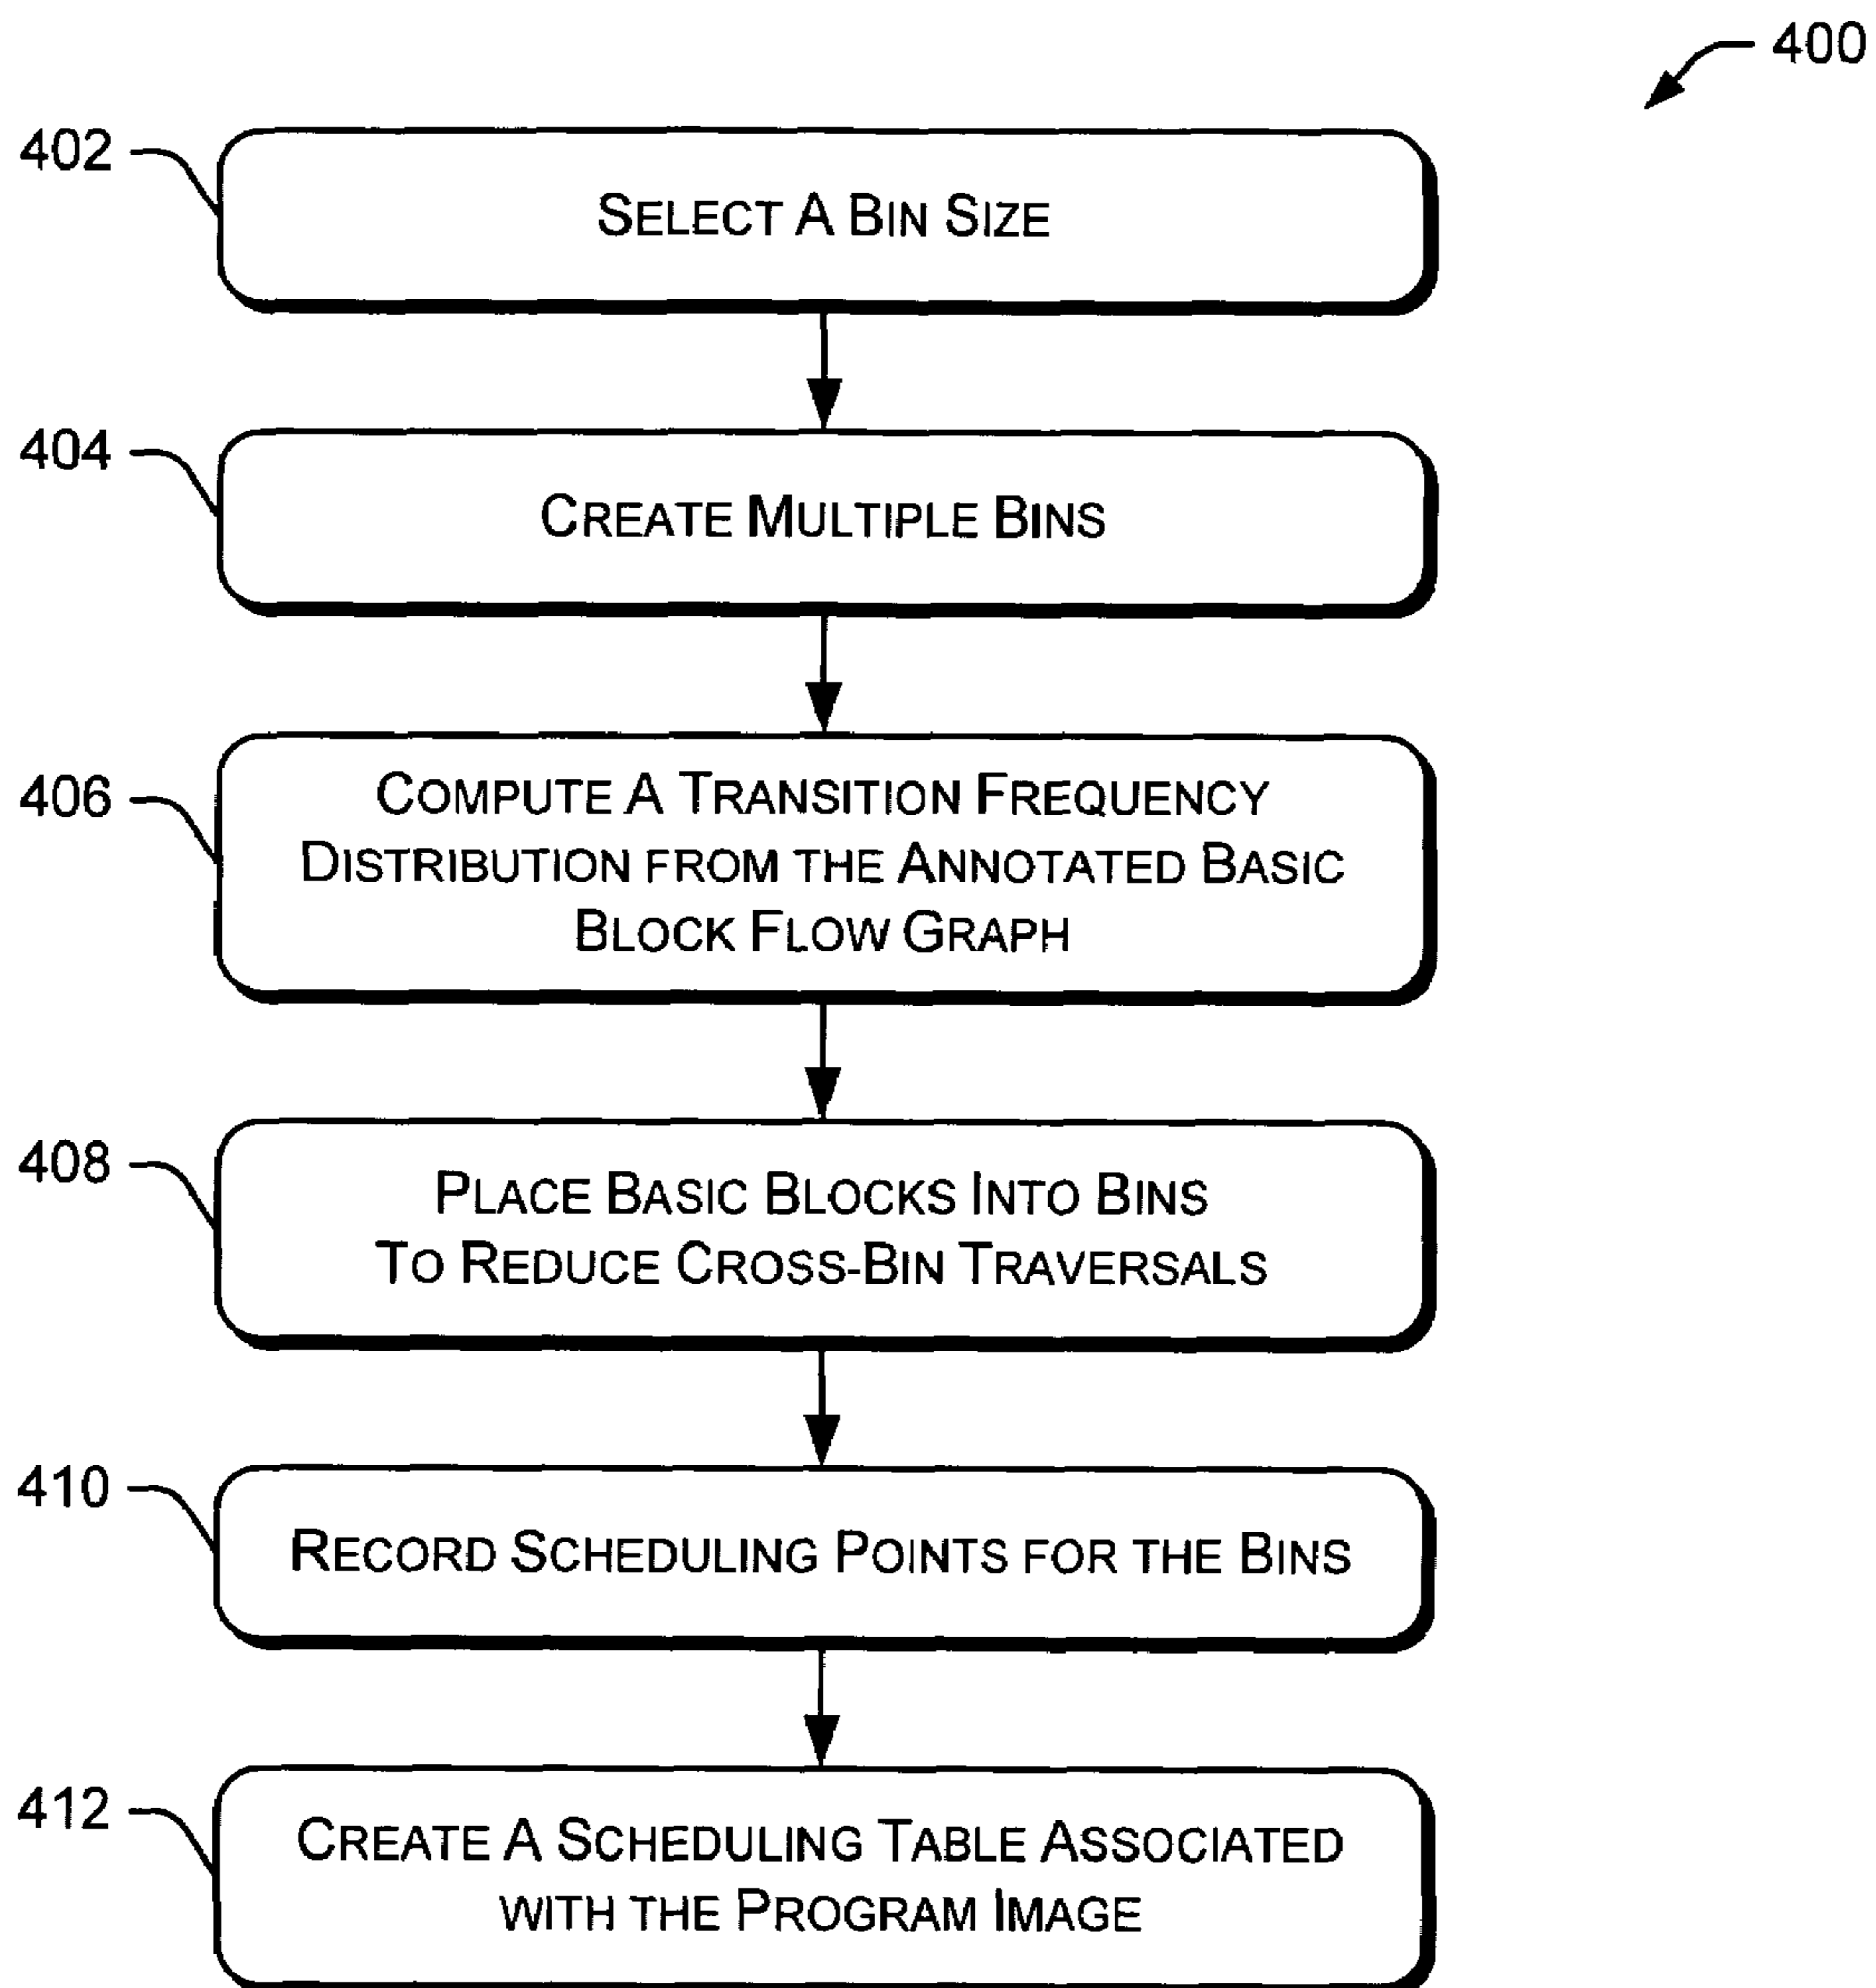 400
402
SELECT A BIN SIZE
404
CREATE MULTIPLE BINS
406
COMPUTE A TRANSITION FREQUENCY
DISTRIBUTION FROM THE ANNOTATED BASIC
BLOCK FLOW GRAPH
408
PLACE BASIC BLOCKS INTO BINS
TO REDUCE CROSS-BIN TRAVERSALS
410
RECORD SCHEDULING POINTS FOR THE BINS
412
CREATE A SCHEDULING TABLE ASSOCIATED
WITH THE PROGRAM IMAGE